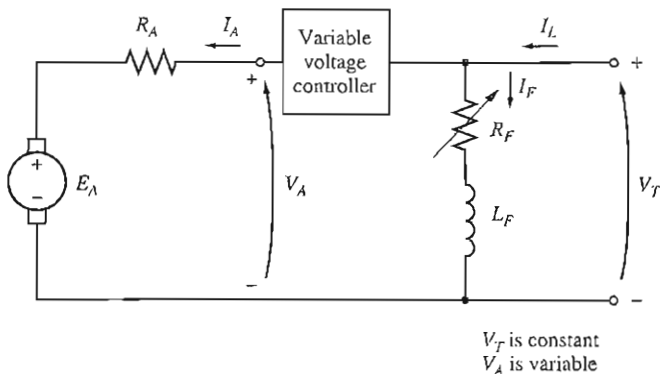 R_A
I_A
Variable
voltage
controller
I_L
+
+
I_F
R_F
+
−
E_A
V_A
L_F
V_T
−
−
V_T is constant
V_A is variable